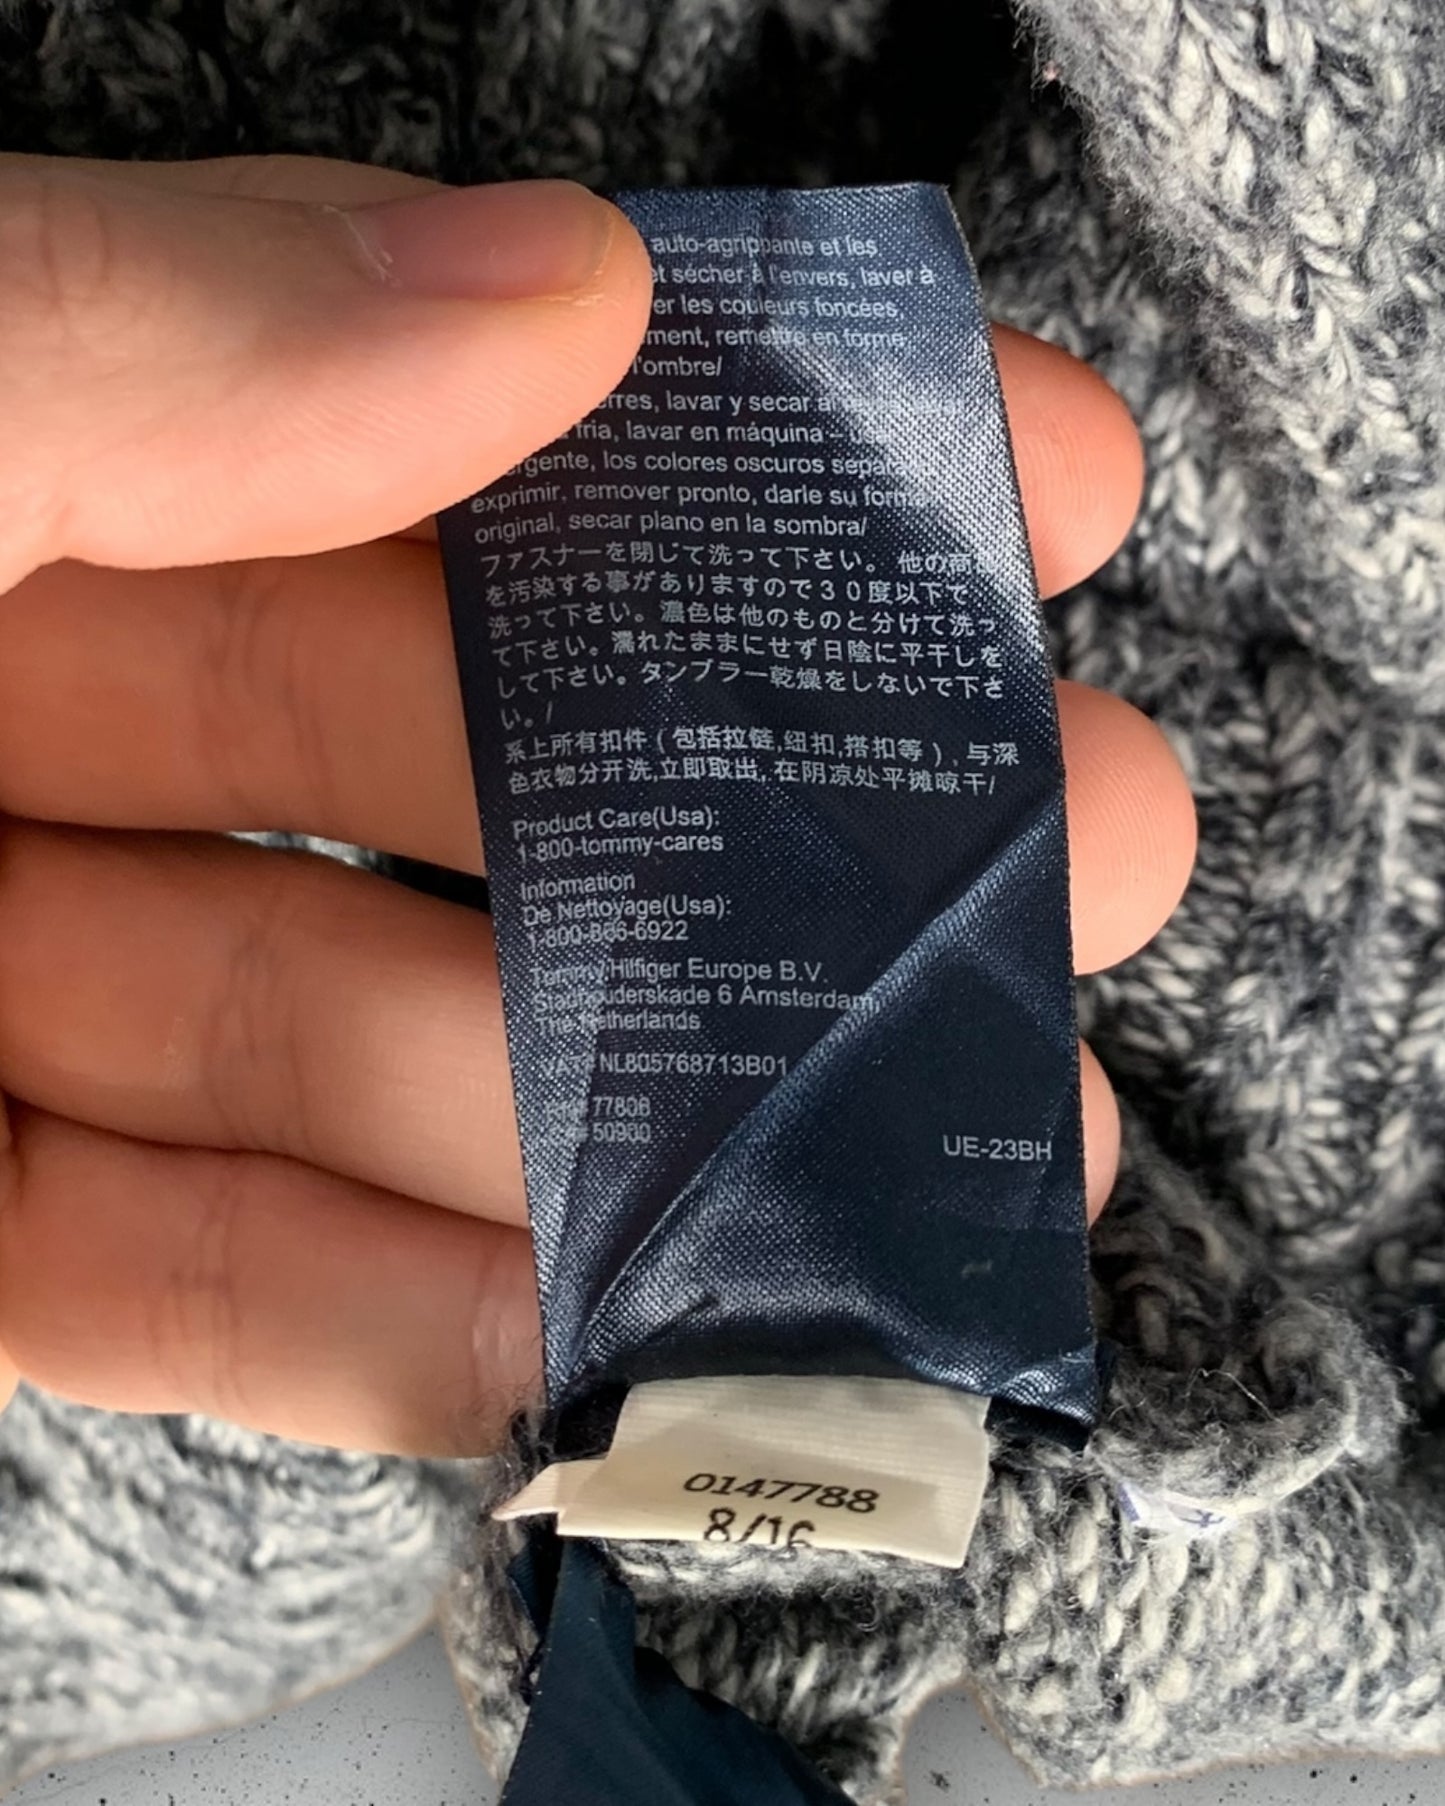 auto-agrippante et les
et sécher à l'envers, laver à
er les couleurs foncées
ment, remettre en forme
l'ombre/
erres, lavar y secar al
fria, lavar en máquina –
ergente, los colores oscuros separa
exprimir, remover pronto, darle su forma
original, secar plano en la sombra/
ファスナーを閉じて洗って下さい。 他の商品
を汚染する事がありますので３０度以下で
洗って下さい。濃色は他のものと分けて洗っ
て下さい。濡れたままにせず日陰に平干しを
して下さい。タンブラー乾燥をしないで下さ
い。/
系上所有扣件（包括拉链,纽扣,搭扣等）, 与深
色衣物分开洗,立即取出, 在阴凉处平摊晾干/
Product Care(Usa):
1-800-tommy-cares
Information
De Nettoyage(Usa):
1-800-866-6922
Tommy Hilfiger Europe B.V.
Stadhouderskade 6 Amsterdam,
The Netherlands
VAT# NL805768713B01
77806
50900
UE-23BH
0147788
8/16